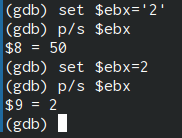 (gdb) set $ebx='2'
(gdb) p/s $ebx
$8 = 50
(gdb) set $ebx=2
(gdb) p/s $ebx
$9 = 2
(gdb)